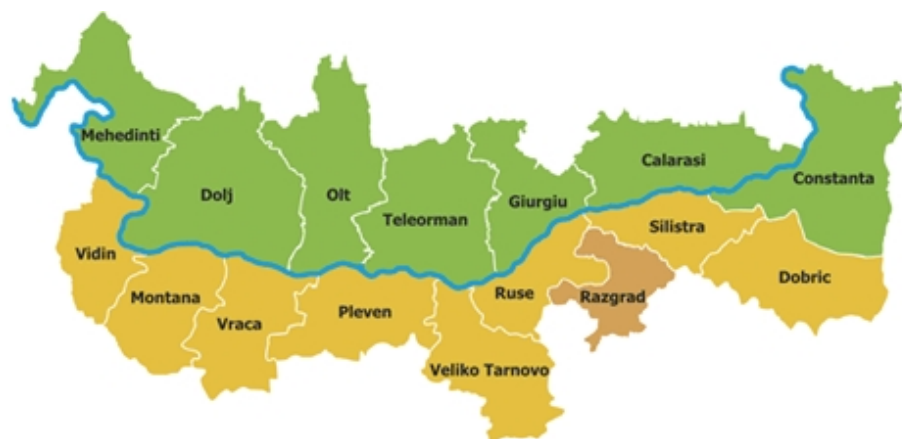 Mehedinti
Dolj
Olt
Teleorman
Giurgiu
Calarasi
Constanta
Vidin
Montana
Vraca
Pleven
Veliko Tarnovo
Ruse
Razgrad
Silistra
Dobric